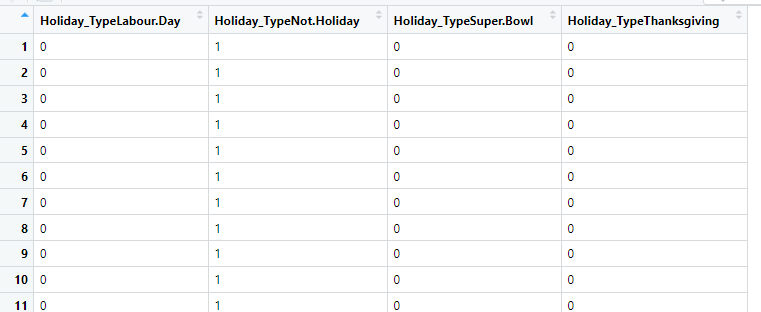 Holiday_TypeLabour.Day Holiday_TypeNot.Holiday Holiday_TypeSuper.Bowl Holiday_TypeThanksgiving
1 0 1 0 0
2 0 1 0 0
3 0 1 0 0
4 0 1 0 0
5 0 1 0 0
6 0 1 0 0
7 0 1 0 0
8 0 1 0 0
9 0 1 0 0
10 0 1 0 0
11 0 1 0 0